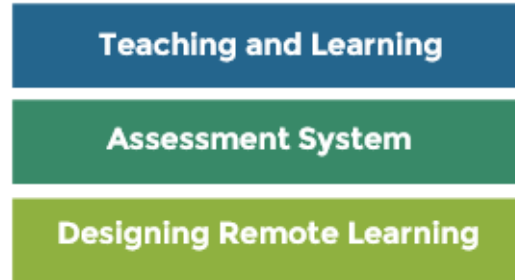 Teaching and Learning
Assessment System
Designing Remote Learning